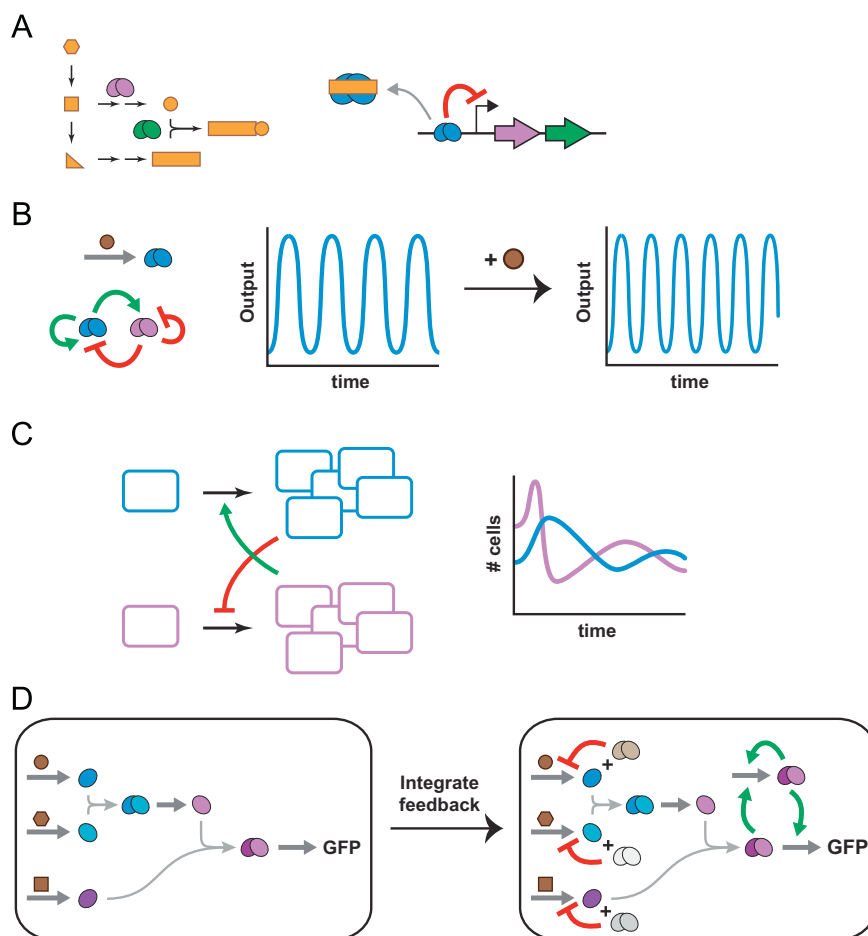 A
B
Output
time
+
Output
time
C
# cells
time
D
GFP
Integrate
feedback
+
+
+
GFP